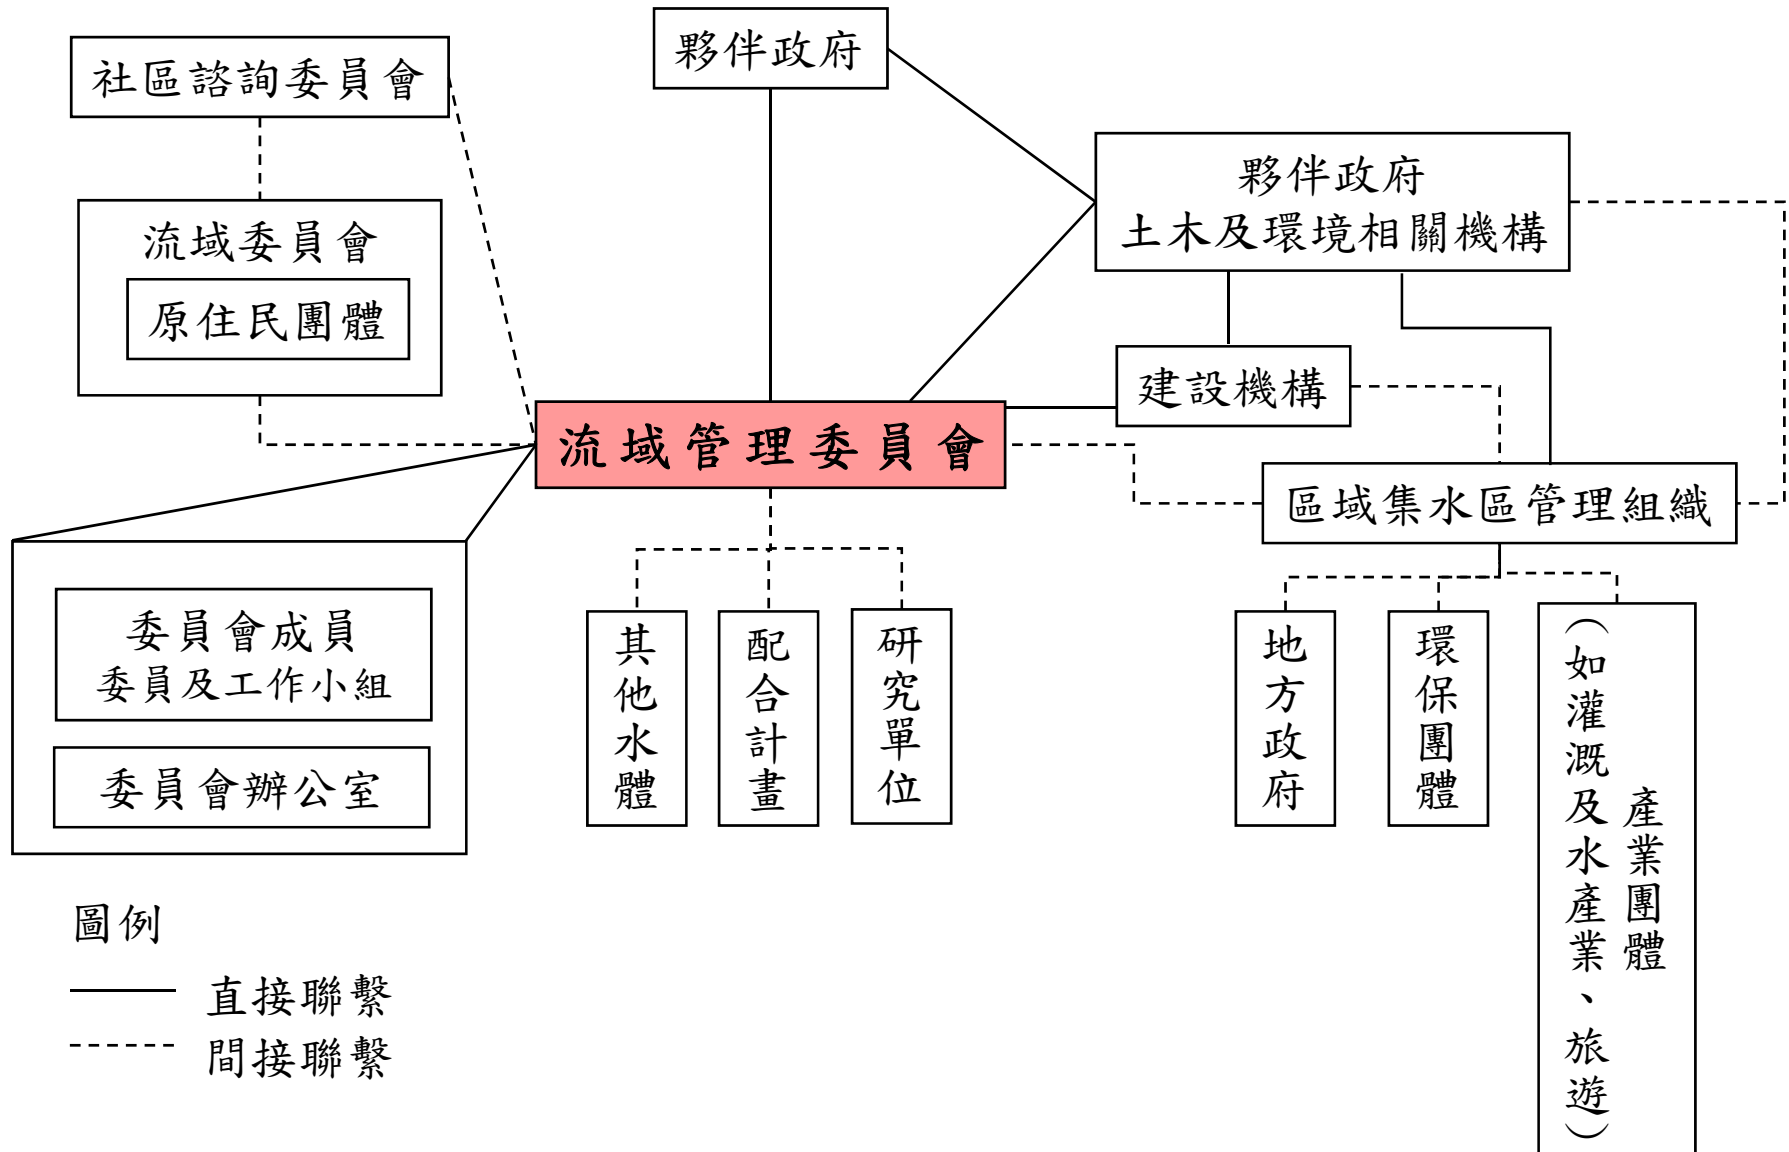 夥伴政府
社區諮詢委員會
夥伴政府
土木及環境相關機構
流域委員會
原住民團體
建設機構
流域管理委員會
區域集水區管理組織
委員會成員
委員及工作小組
委員會辦公室
其他水體
配合計畫
研究單位
地方政府
環保團體
產業團體
（如灌溉及水產業、旅遊）
圖例
直接聯繫
間接聯繫